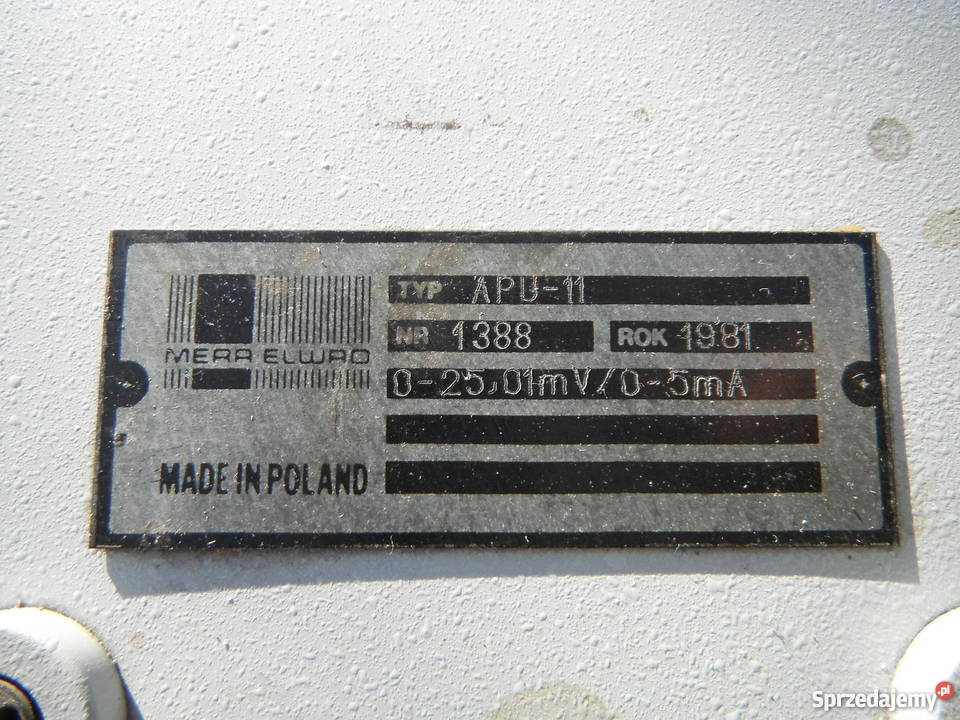 TYP APU-11
NR 1388 ROK 1981
MERA ELWRO
0-25,01mV/0-5mA
MADE IN POLAND
Sprzedajemy.pl